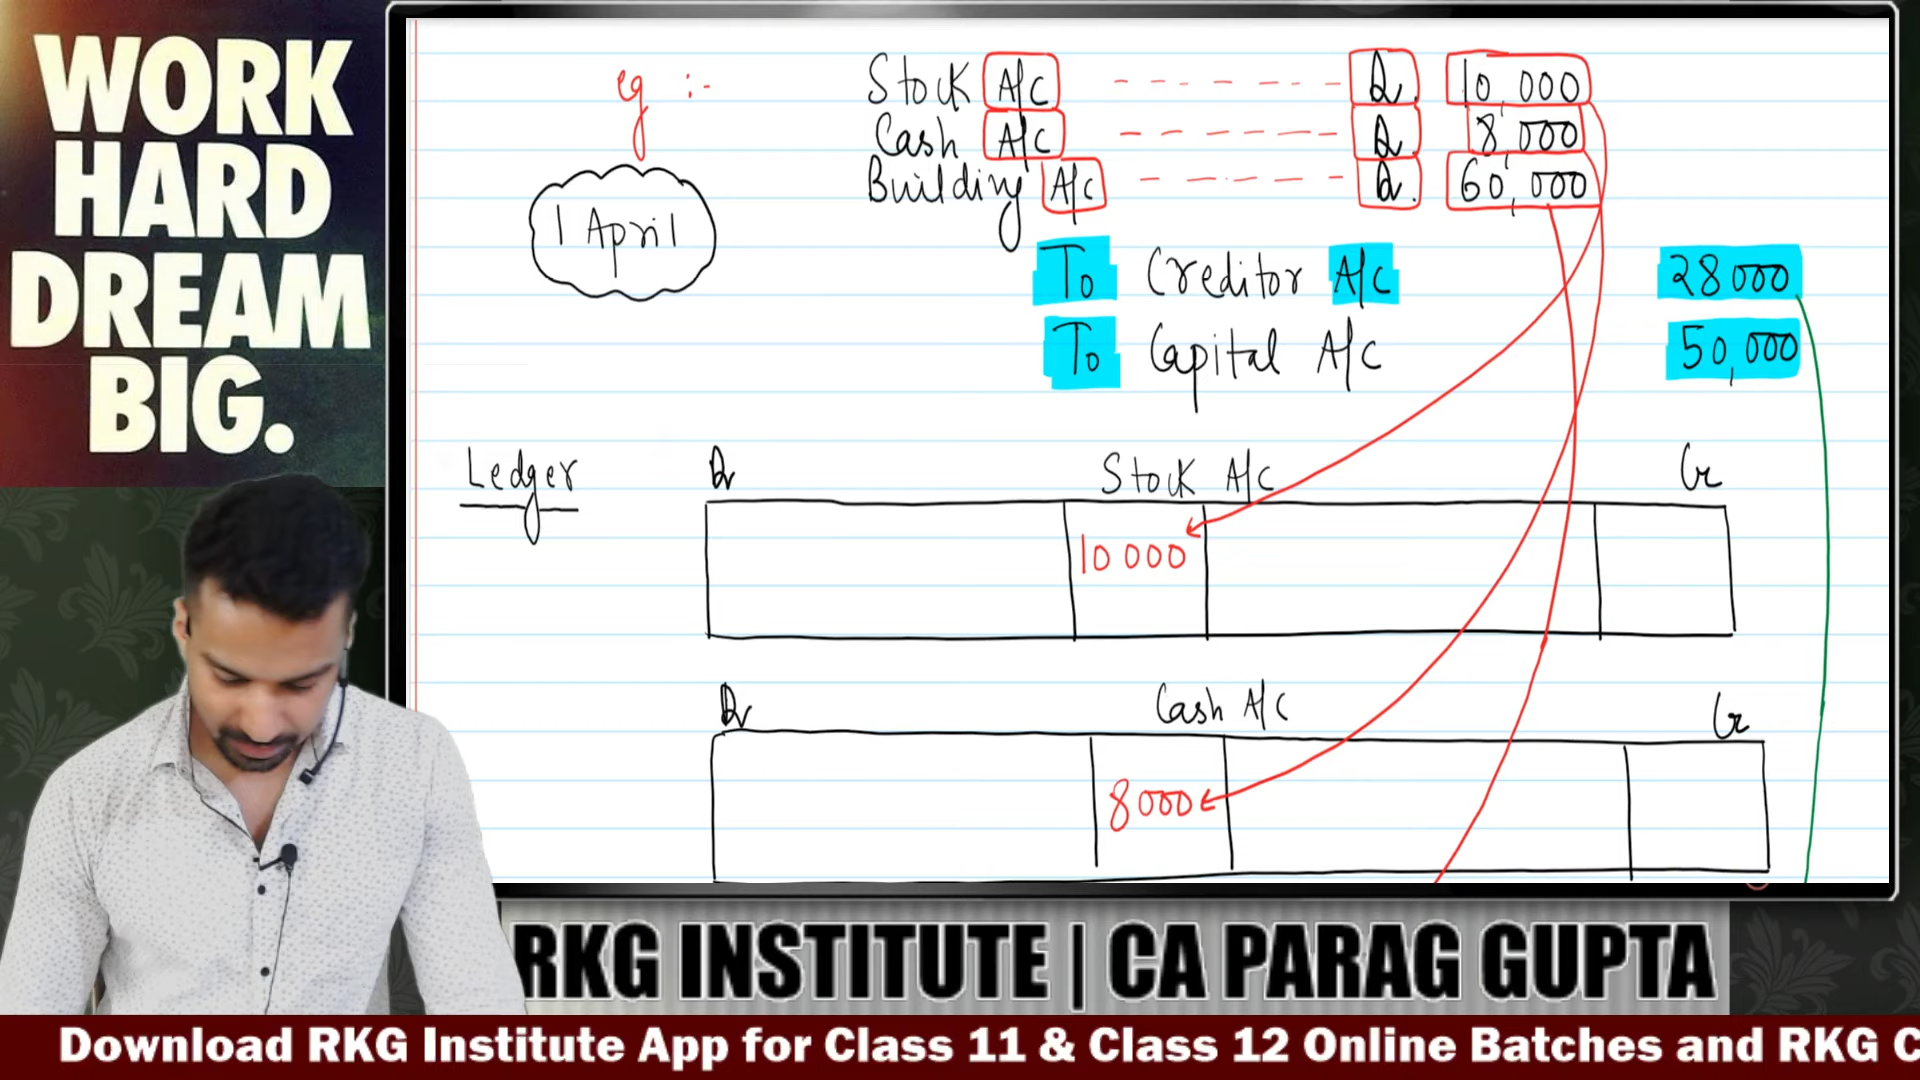 WORK
HARD
DREAM
BIG.
eg :-
Stock A/c ------- Dr. 10,000
Cash A/c ------- Dr. 8,000
Building A/c ------- Dr. 60,000
1 April
To Creditor A/c 28000
To Capital A/c 50,000
Ledger
Dr Stock A/c Cr
10 000
Dr Cash A/c Cr
8000
RKG INSTITUTE | CA PARAG GUPTA
Download RKG Institute App for Class 11 & Class 12 Online Batches and RKG C